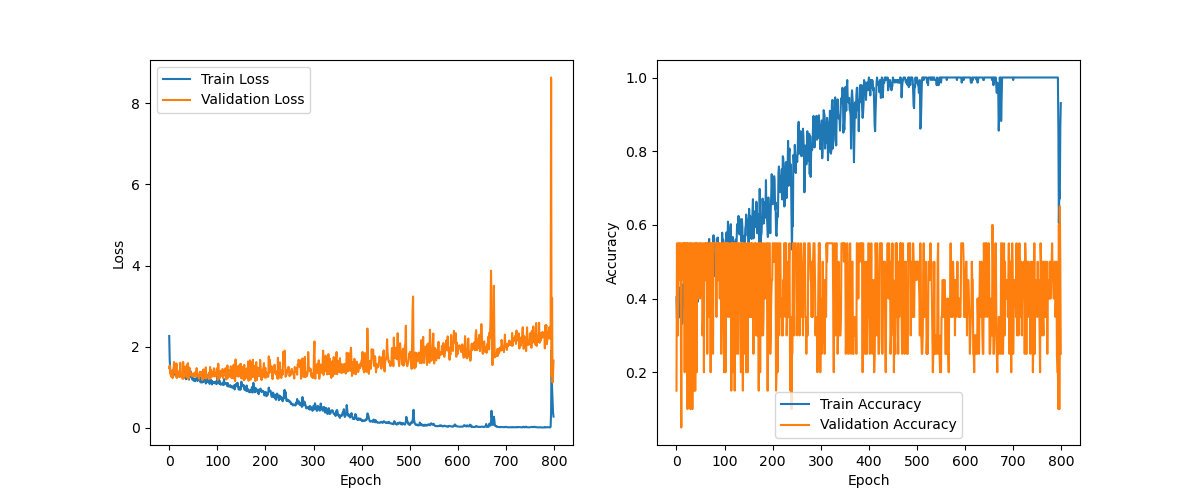 Train Loss
Validation Loss
8
6
4
2
0
Loss
0 100 200 300 400 500 600 700 800
Epoch
1.0
0.8
0.6
0.4
0.2
Accuracy
Train Accuracy
Validation Accuracy
0 100 200 300 400 500 600 700 800
Epoch